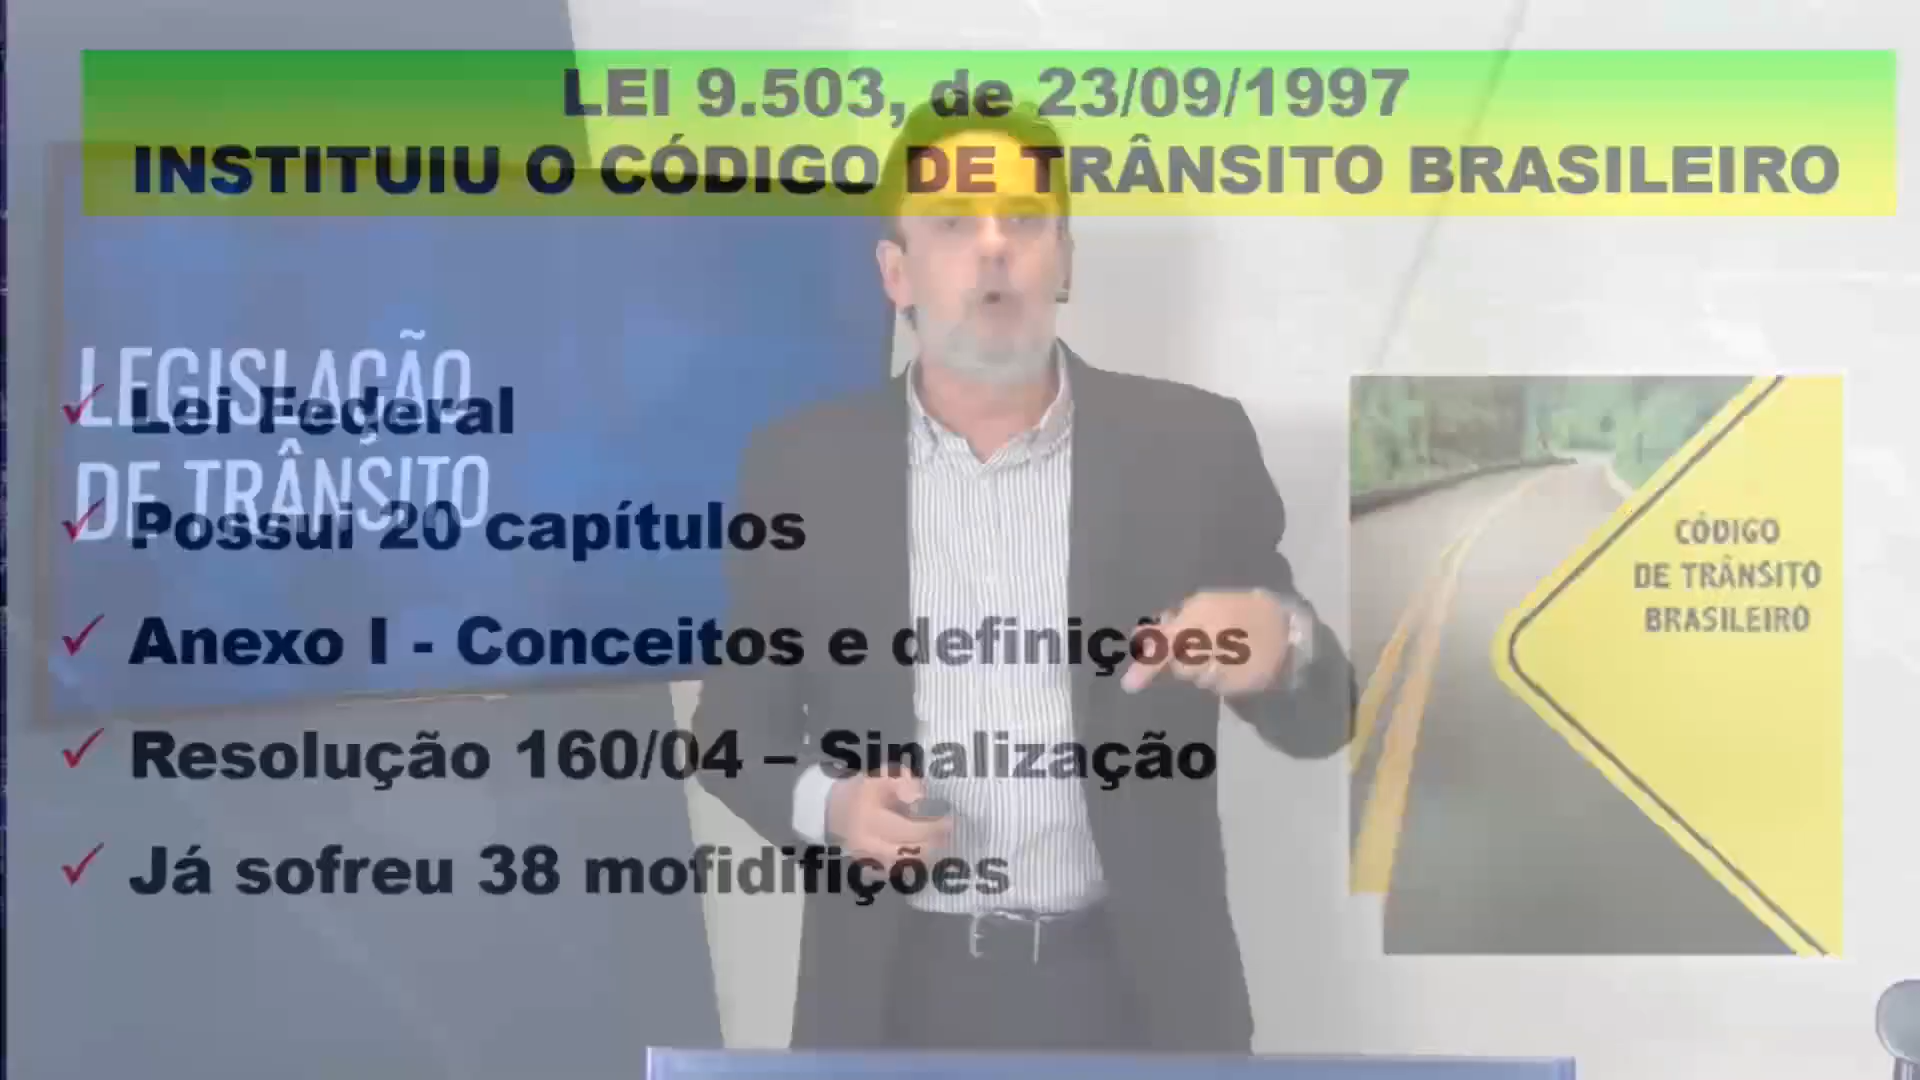 LEI 9.503, de 23/09/1997
INSTITUIU O CÓDIGO DE TRÂNSITO BRASILEIRO
LEGISLAÇÃO
DE TRÂNSITO
Lei Federal
Possui 20 capítulos
Anexo I - Conceitos e definições
Resolução 160/04 – Sinalização
Já sofreu 38 mofidifições
CÓDIGO
DE TRÂNSITO
BRASILEIRO